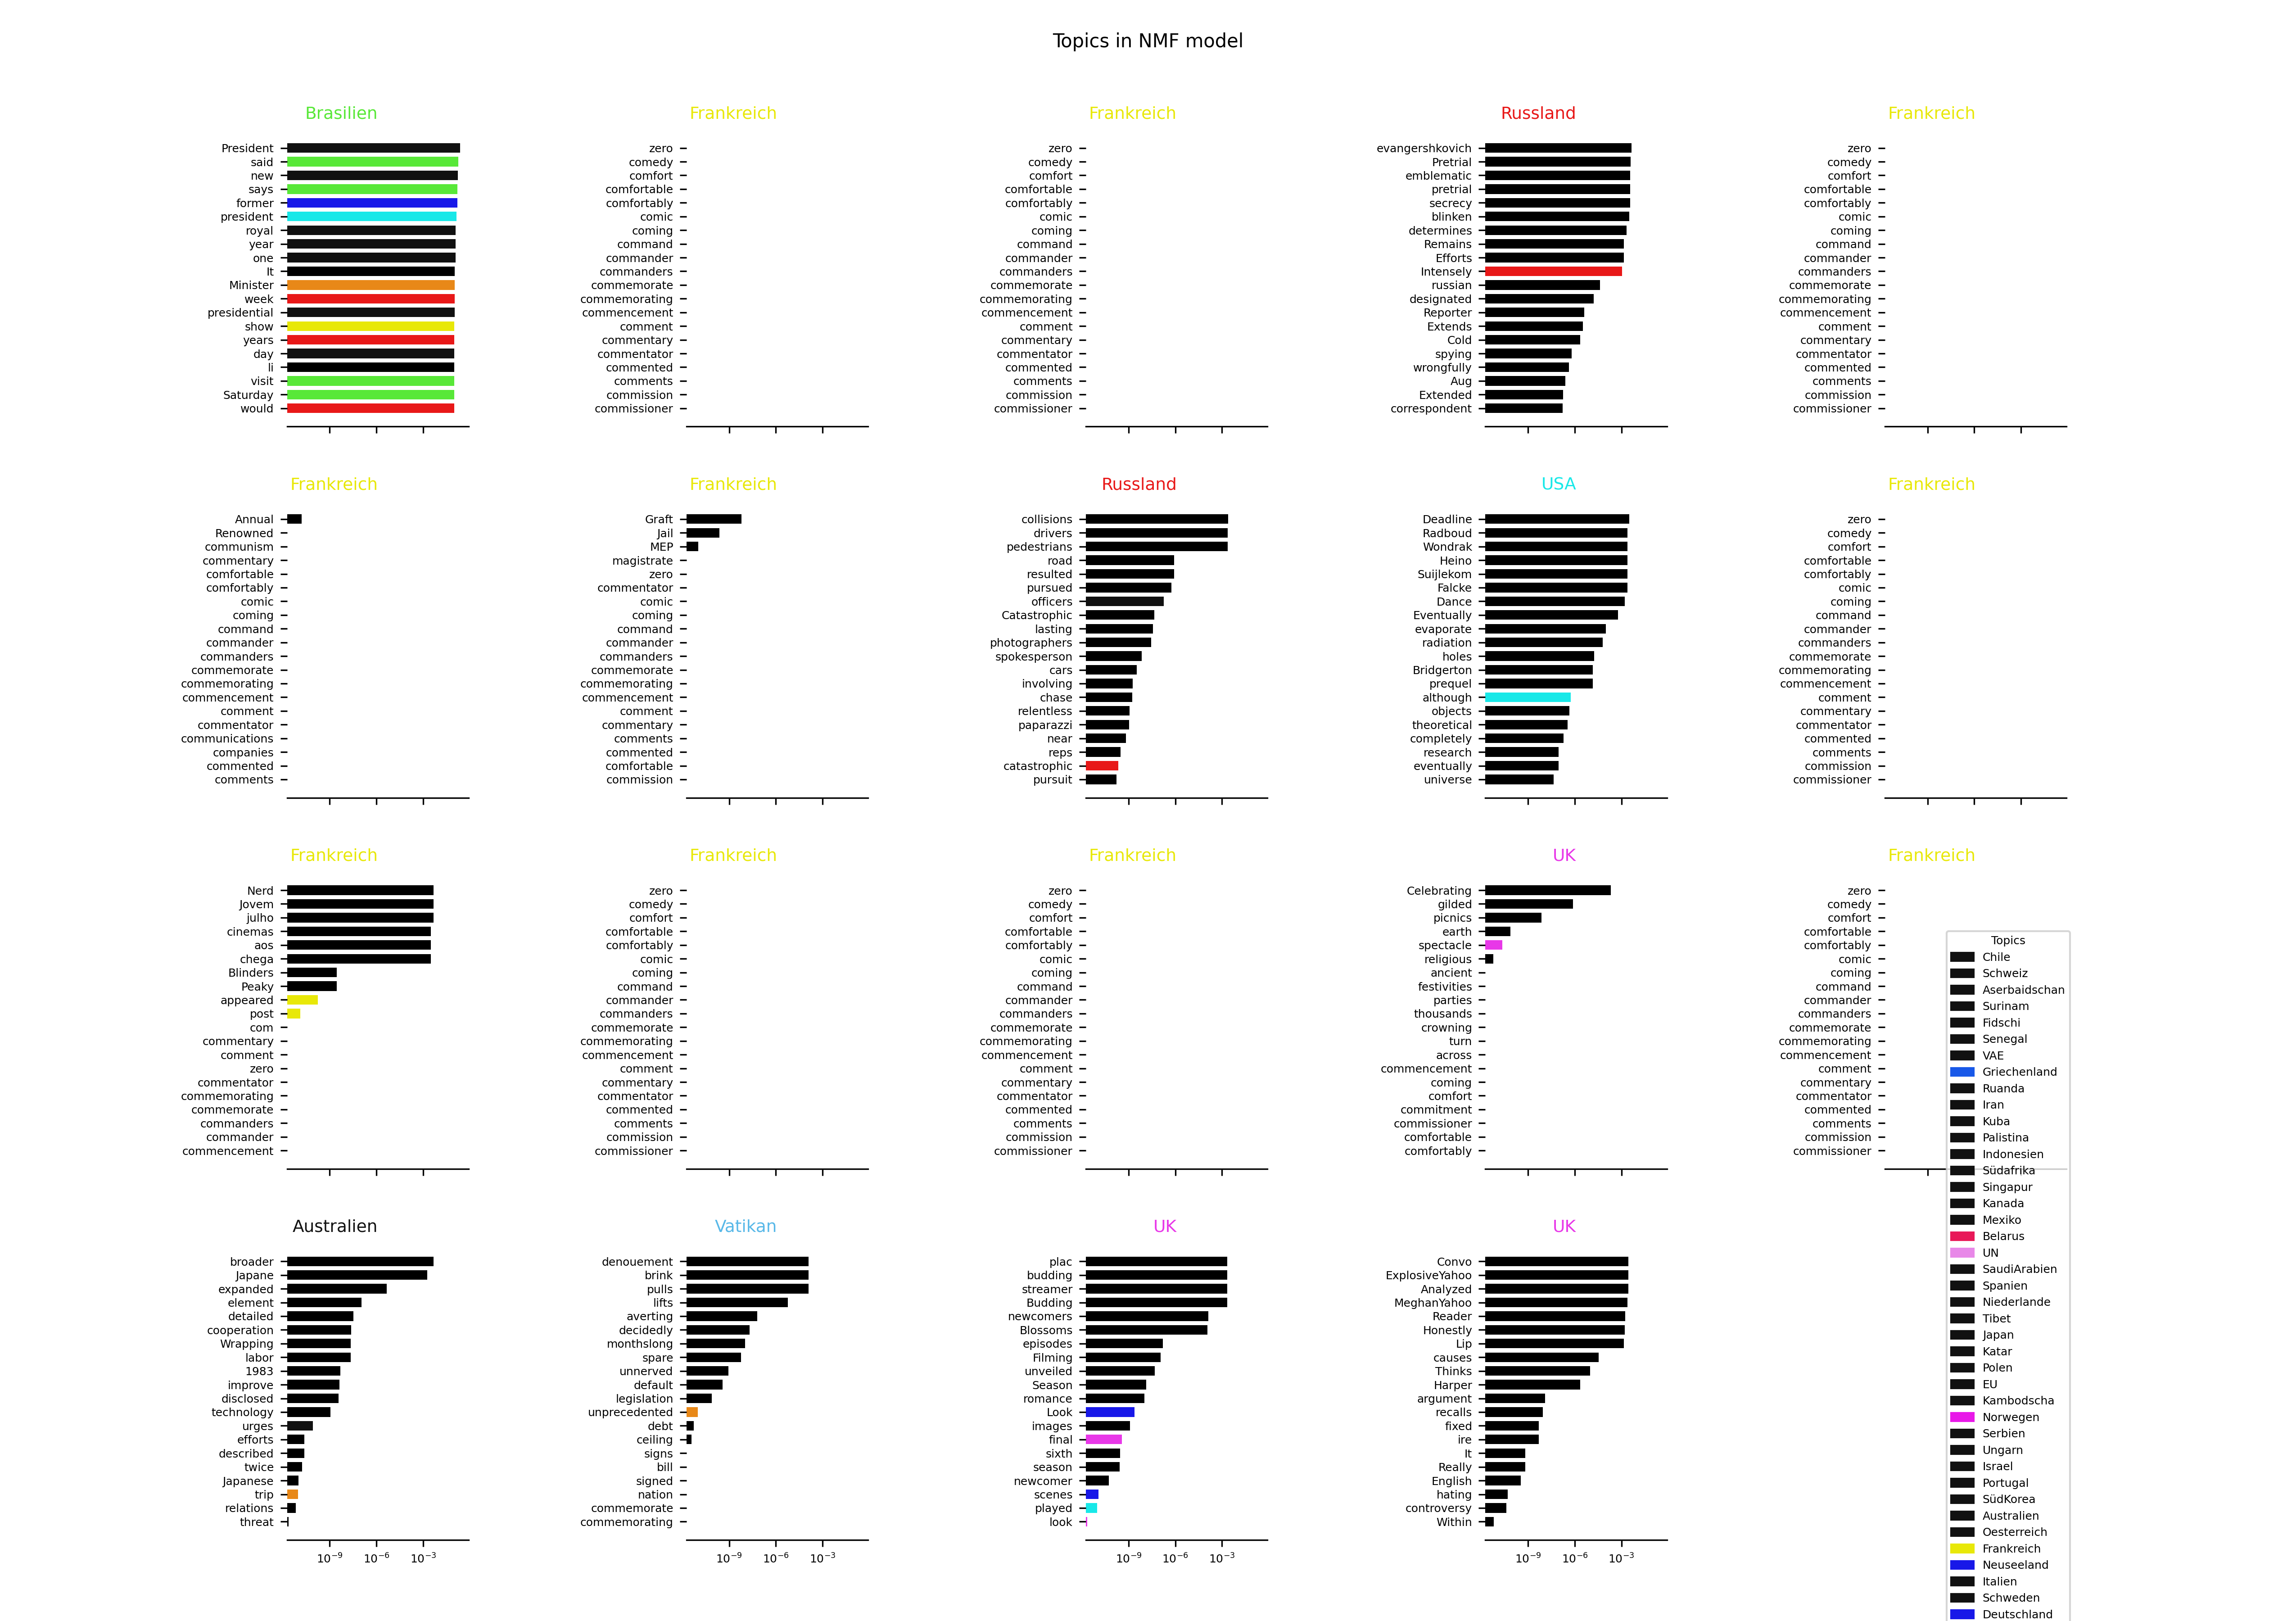 Topics in NMF model
Brasilien
President
said
new
says
former
president
royal
year
one
It
Minister
week
presidential
show
years
day
li
visit
Saturday
would
Frankreich
zero
comedy
comfort
comfortable
comfortably
comic
coming
command
commander
commanders
commemorate
commemorating
commencement
comment
commentary
commentator
commented
comments
commission
commissioner
Frankreich
zero
comedy
comfort
comfortable
comfortably
comic
coming
command
commander
commanders
commemorate
commemorating
commencement
comment
commentary
commentator
commented
comments
commission
commissioner
Russland
evangershkovich
Pretrial
emblematic
pretrial
secrecy
blinken
determines
Remains
Efforts
Intensely
russian
designated
Reporter
Extends
Cold
spying
wrongfully
Aug
Extended
correspondent
Frankreich
zero
comedy
comfort
comfortable
comfortably
comic
coming
command
commander
commanders
commemorate
commemorating
commencement
comment
commentary
commentator
commented
comments
commission
commissioner
Frankreich
Annual
Renowned
communism
commentary
comfortable
comfortably
comic
coming
command
commander
commanders
commemorate
commemorating
commencement
comment
commentator
communications
companies
commented
comments
Frankreich
Graft
Jail
MEP
magistrate
zero
commentator
comic
coming
command
commander
commanders
commemorate
commemorating
commencement
comment
commentary
comments
commented
comfortable
commission
Russland
collisions
drivers
pedestrians
road
resulted
pursued
officers
Catastrophic
lasting
photographers
spokesperson
cars
involving
chase
relentless
paparazzi
near
reps
catastrophic
pursuit
USA
Deadline
Radboud
Wondrak
Heino
Suijlekom
Falcke
Dance
Eventually
evaporate
radiation
holes
Bridgerton
prequel
although
objects
theoretical
completely
research
eventually
universe
Frankreich
zero
comedy
comfort
comfortable
comfortably
comic
coming
command
commander
commanders
commemorate
commemorating
commencement
comment
commentary
commentator
commented
comments
commission
commissioner
Frankreich
Nerd
Jovem
julho
cinemas
aos
chega
Blinders
Peaky
appeared
post
com
commentary
comment
zero
commentator
commemorating
commemorate
commanders
commander
commencement
Frankreich
zero
comedy
comfort
comfortable
comfortably
comic
coming
command
commander
commanders
commemorate
commemorating
commencement
comment
commentary
commentator
commented
comments
commission
commissioner
Frankreich
zero
comedy
comfort
comfortable
comfortably
comic
coming
command
commander
commanders
commemorate
commemorating
commencement
comment
commentary
commentator
commented
comments
commission
commissioner
UK
Celebrating
gilded
picnics
earth
spectacle
religious
ancient
festivities
parties
thousands
crowning
turn
across
commencement
coming
comfort
commitment
commissioner
comfortable
comfortably
Frankreich
zero
comedy
comfort
comfortable
comfortably
comic
coming
command
commander
commanders
commemorate
commemorating
commencement
comment
commentary
commentator
commented
comments
commission
commissioner
Australien
broader
Japane
expanded
element
detailed
cooperation
Wrapping
labor
1983
improve
disclosed
technology
urges
efforts
described
twice
Japanese
trip
relations
threat
10⁻⁹ 10⁻⁶ 10⁻³
Vatikan
denouement
brink
pulls
lifts
averting
decidedly
monthslong
spare
unnerved
default
legislation
unprecedented
debt
ceiling
signs
bill
signed
nation
commemorate
commemorating
10⁻⁹ 10⁻⁶ 10⁻³
UK
plac
budding
streamer
Budding
newcomers
Blossoms
episodes
Filming
unveiled
Season
romance
Look
images
final
sixth
season
newcomer
scenes
played
look
10⁻⁹ 10⁻⁶ 10⁻³
UK
Convo
ExplosiveYahoo
Analyzed
MeghanYahoo
Reader
Honestly
Lip
causes
Thinks
Harper
argument
recalls
fixed
ire
It
Really
English
hating
controversy
Within
10⁻⁹ 10⁻⁶ 10⁻³
Topics
Chile
Schweiz
Aserbaidschan
Surinam
Fidschi
Senegal
VAE
Griechenland
Ruanda
Iran
Kuba
Palistina
Indonesien
Südafrika
Singapur
Kanada
Mexiko
Belarus
UN
SaudiArabien
Spanien
Niederlande
Tibet
Japan
Katar
Polen
EU
Kambodscha
Norwegen
Serbien
Ungarn
Israel
Portugal
SüdKorea
Australien
Oesterreich
Frankreich
Neuseeland
Italien
Schweden
Deutschland